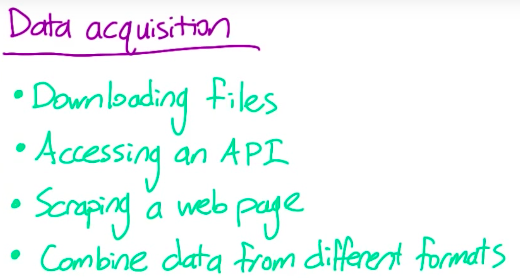 Data acquisition
• Downloading files
• Accessing an API
• Scraping a web page
• Combine data from different formats